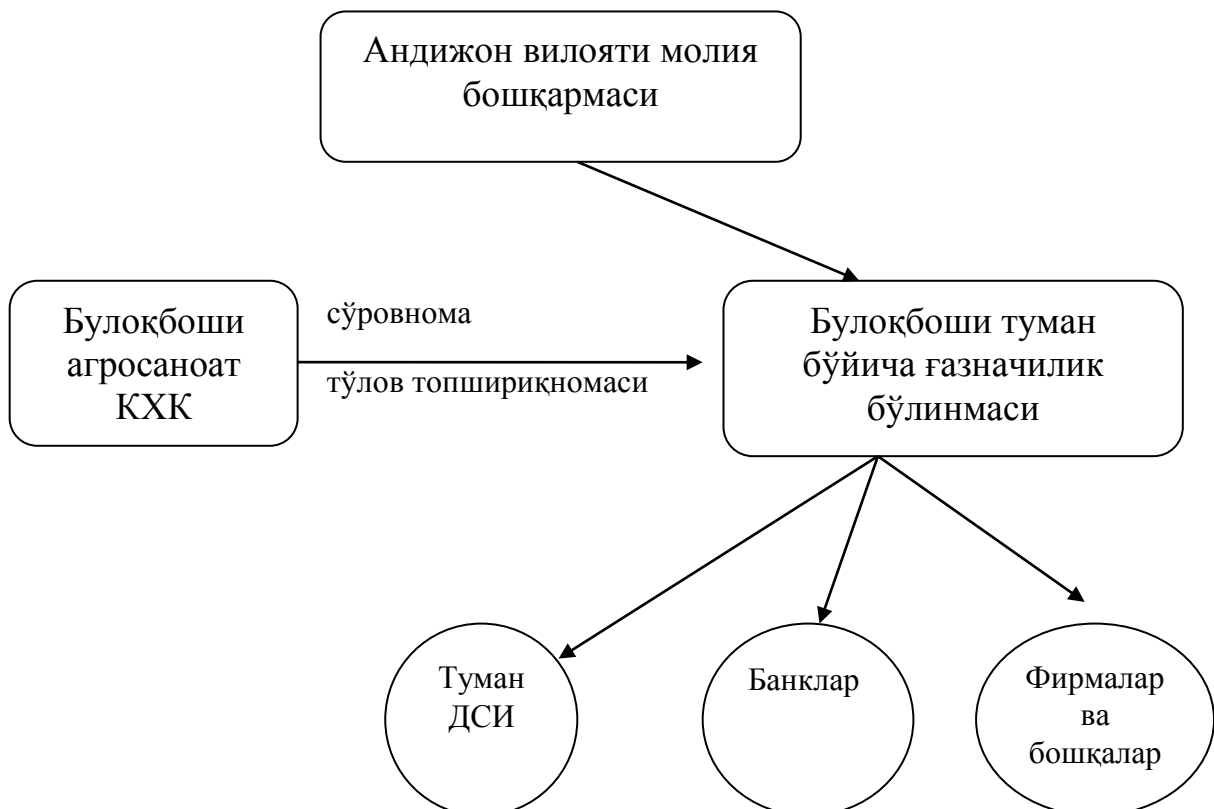 Андижон вилояти молия
бошқармаси
Булоқбоши
агросаноат
КХК
сўровнома
тўлов топшириқномаси
Булоқбоши туман
бўйича ғазначилик
бўлинмаси
Туман
ДСИ
Банклар
Фирмалар
ва
бошқалар